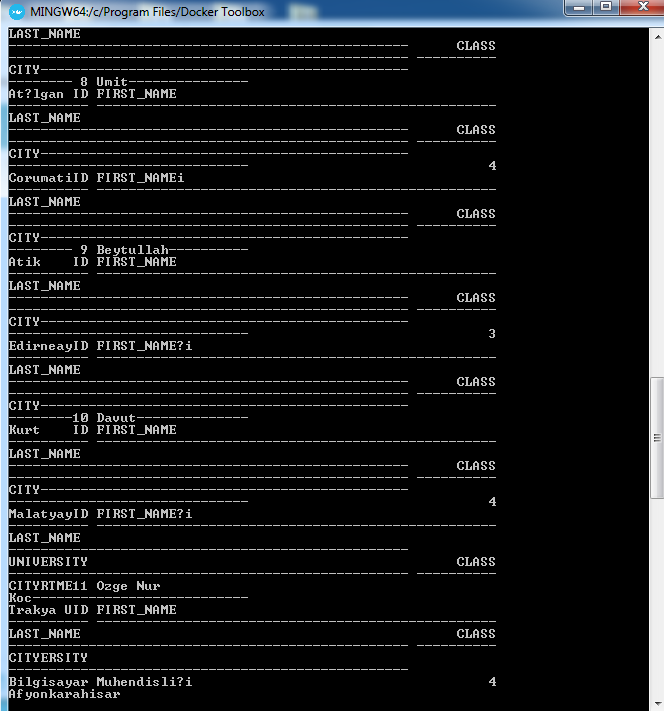 MINGW64:/c/Program Files/Docker Toolbox
LAST_NAME
-------------------------------------------------- CLASS
-------------------------------------------------- ----------
CITY----------------------------------------------
-------- 8 Umit---------------
At?lgan ID FIRST_NAME
---------- --------------------------------------------------
LAST_NAME
-------------------------------------------------- CLASS
-------------------------------------------------- ----------
CITY----------------------------------------------
------------------------------ 4
CorumatiID FIRST_NAMEi
---------- --------------------------------------------------
LAST_NAME
-------------------------------------------------- CLASS
-------------------------------------------------- ----------
CITY----------------------------------------------
-------- 9 Beytullah----------
Atik ID FIRST_NAME
---------- --------------------------------------------------
LAST_NAME
-------------------------------------------------- CLASS
-------------------------------------------------- ----------
CITY----------------------------------------------
------------------------------ 3
EdirneayID FIRST_NAME?i
---------- --------------------------------------------------
LAST_NAME
-------------------------------------------------- CLASS
-------------------------------------------------- ----------
CITY----------------------------------------------
--------10 Davut--------------
Kurt ID FIRST_NAME
---------- --------------------------------------------------
LAST_NAME
-------------------------------------------------- CLASS
-------------------------------------------------- ----------
CITY----------------------------------------------
------------------------------ 4
MalatyayID FIRST_NAME?i
---------- --------------------------------------------------
LAST_NAME
--------------------------------------------------
UNIVERSITY CLASS
-------------------------------------------------- ----------
CITYRTME11 Ozge Nur
Koc---------------------------
Trakya UID FIRST_NAME
---------- --------------------------------------------------
LAST_NAME CLASS
-------------------------------------------------- ----------
CITYERSITY
--------------------------------------------------
Bilgisayar Muhendisli?i 4
Afyonkarahisar